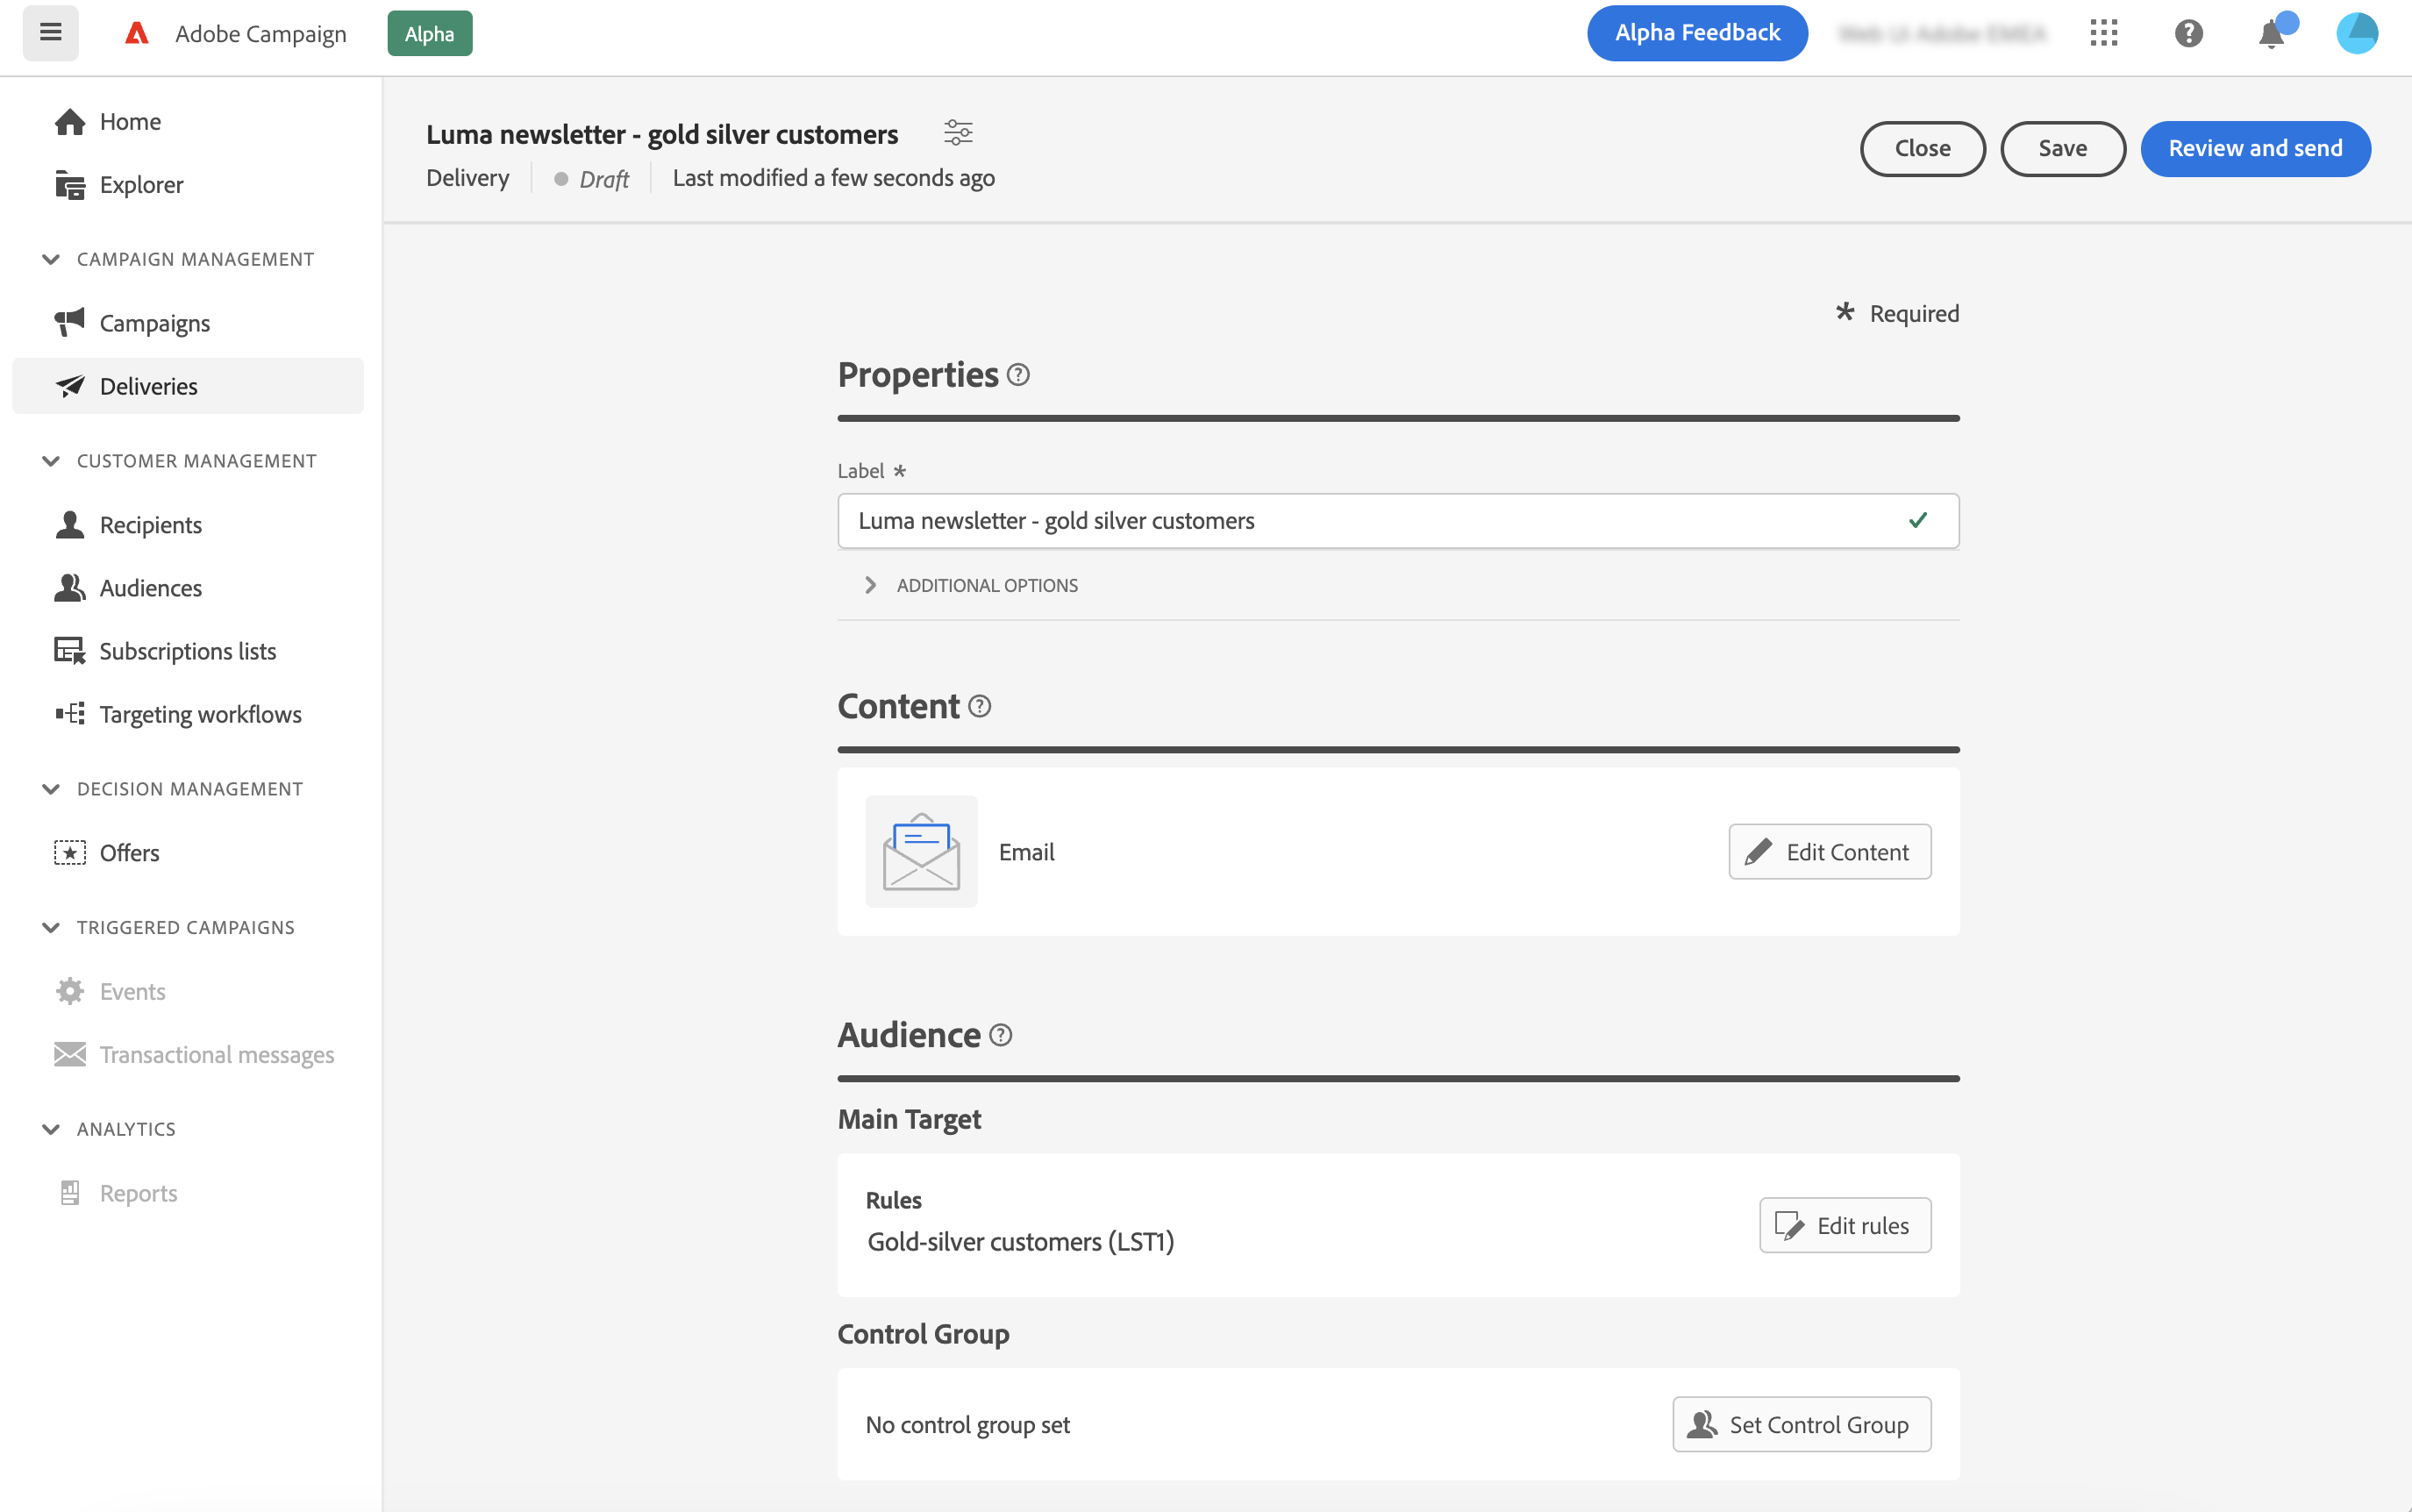 Adobe Campaign
Alpha
Alpha Feedback
Home
Explorer
CAMPAIGN MANAGEMENT
Campaigns
Deliveries
CUSTOMER MANAGEMENT
Recipients
Audiences
Subscriptions lists
Targeting workflows
DECISION MANAGEMENT
Offers
TRIGGERED CAMPAIGNS
Events
Transactional messages
ANALYTICS
Reports
Luma newsletter - gold silver customers
Delivery Draft Last modified a few seconds ago
Close
Save
Review and send
* Required
Properties
Label *
Luma newsletter - gold silver customers
ADDITIONAL OPTIONS
Content
Email
Edit Content
Audience
Main Target
Rules
Gold-silver customers (LST1)
Edit rules
Control Group
No control group set
Set Control Group